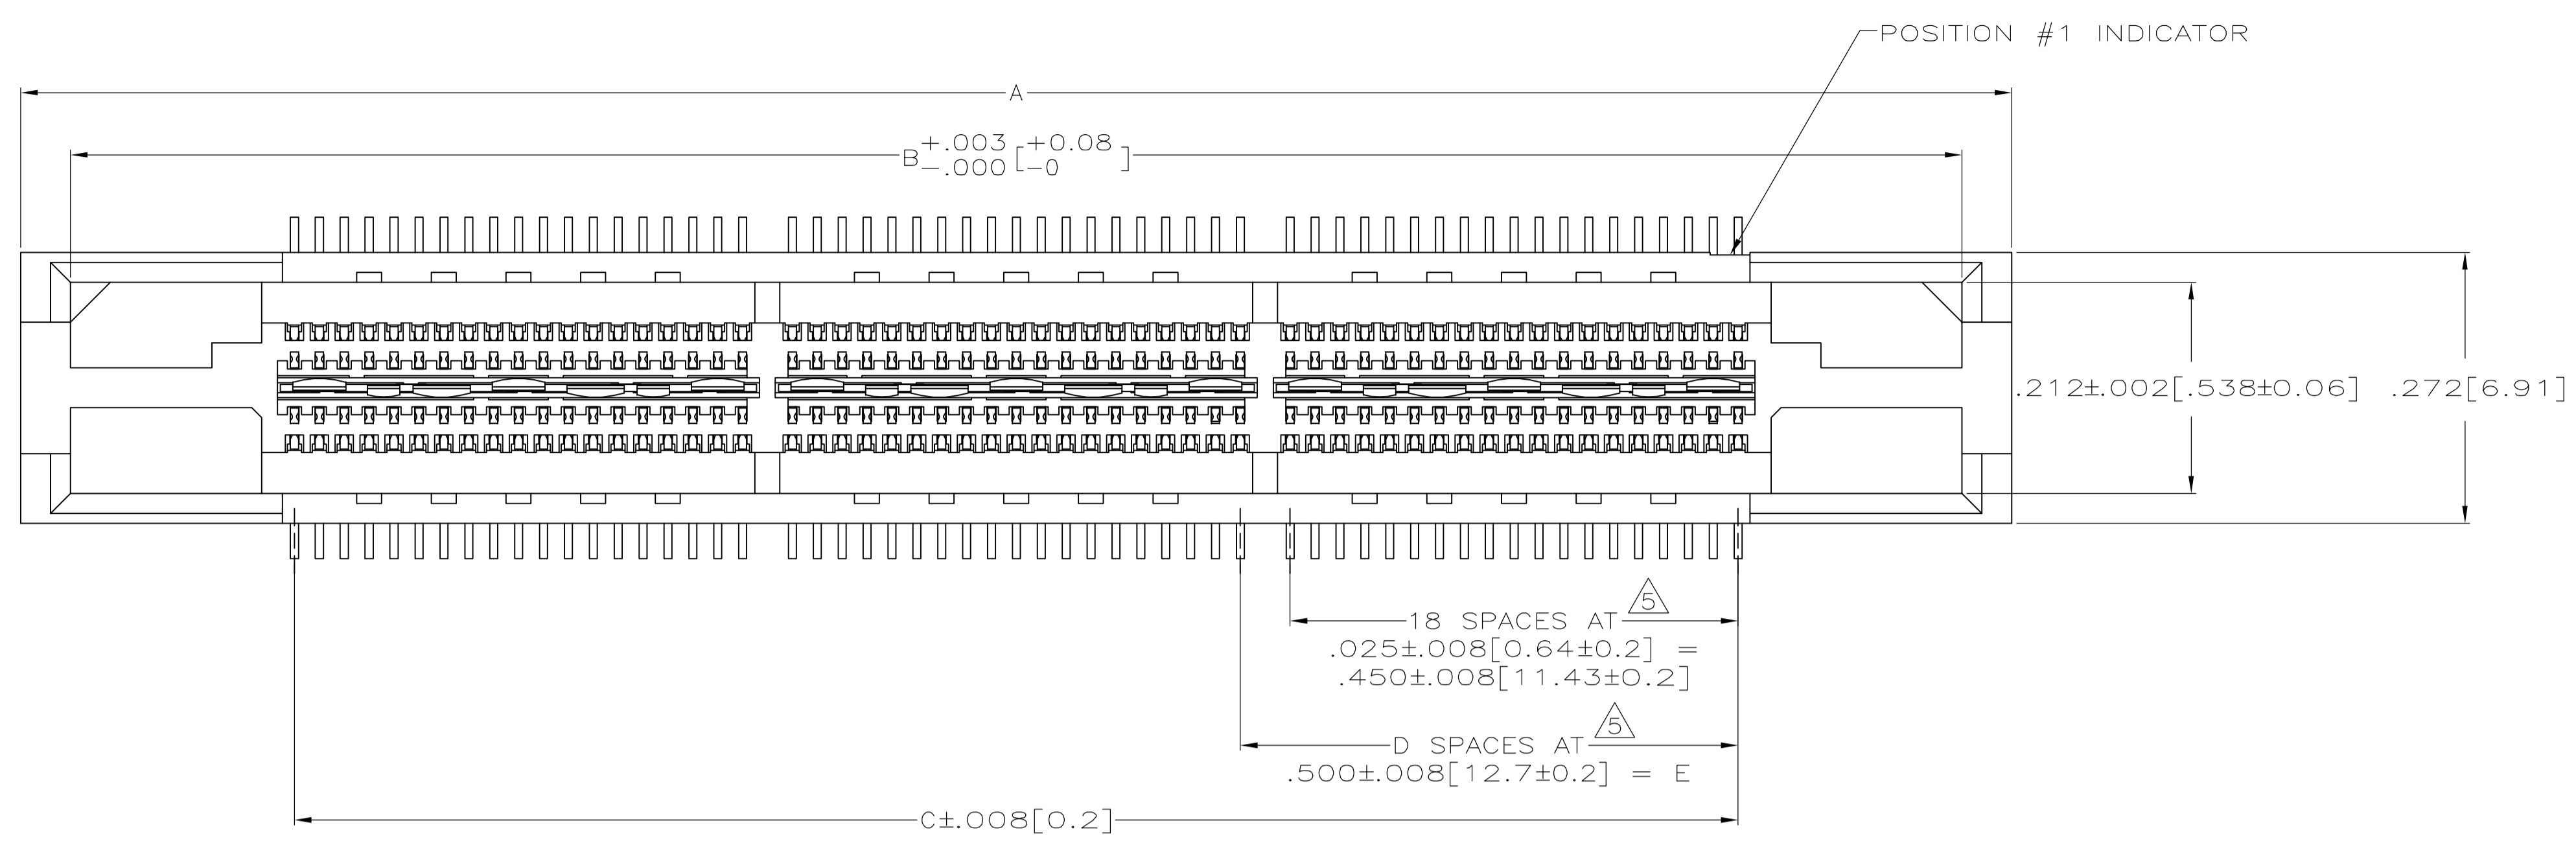 POSITION #1 INDICATOR
A
B+.003 -.000 [+0.08 -0]
.212±.002[.538±0.06]
.272[6.91]
5
18 SPACES AT
.025±.008[0.64±0.2] =
.450±.008[11.43±0.2]
5
D SPACES AT
.500±.008[12.7±0.2] = E
C±.008[0.2]